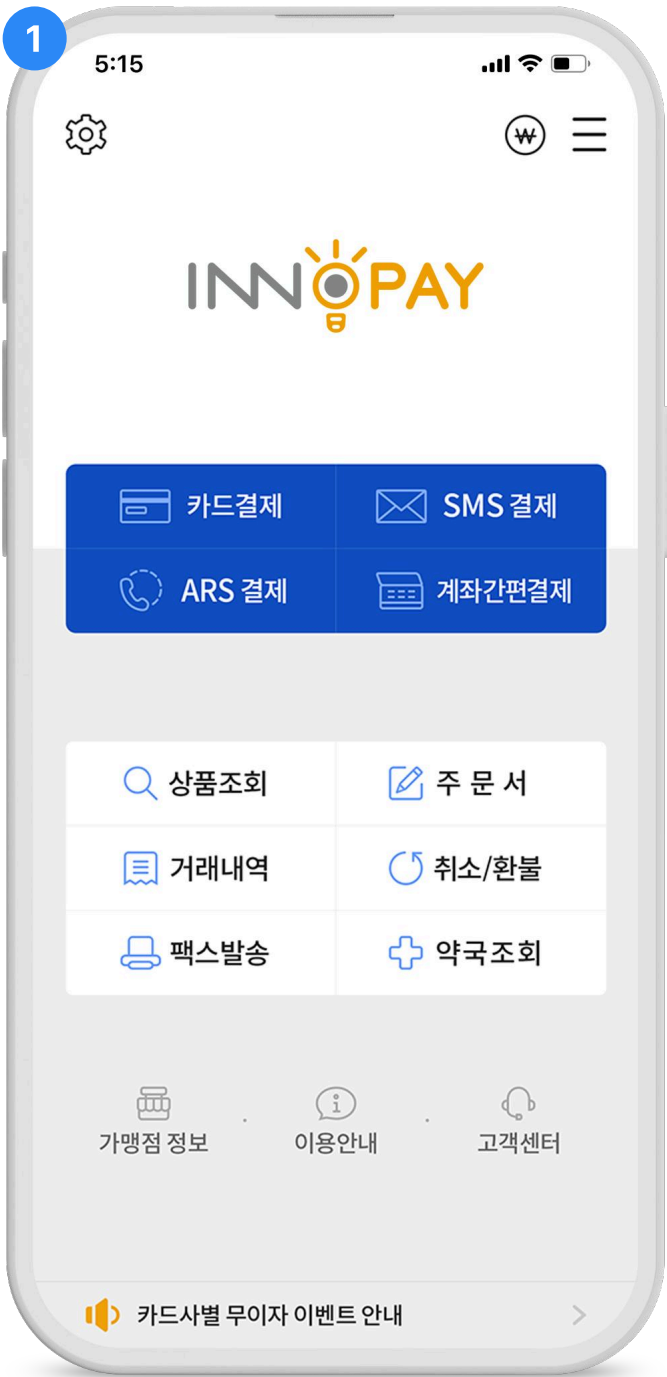 1
5:15
INNOPAY
카드결제
SMS 결제
ARS 결제
계좌간편결제
상품조회
주 문 서
거래내역
취소/환불
팩스발송
약국조회
가맹점 정보
이용안내
고객센터
카드사별 무이자 이벤트 안내